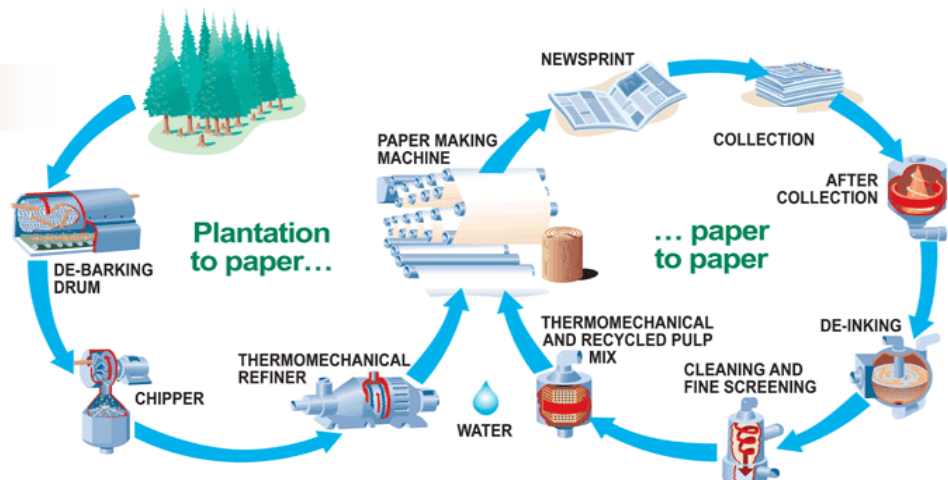 NEWSPRINT
PAPER MAKING
MACHINE
COLLECTION
AFTER
COLLECTION
Plantation
to paper...
... paper
to paper
DE-BARKING
DRUM
THERMOMECHANICAL
AND RECYCLED PULP
MIX
DE-INKING
THERMOMECHANICAL
REFINER
CLEANING AND
FINE SCREENING
CHIPPER
WATER